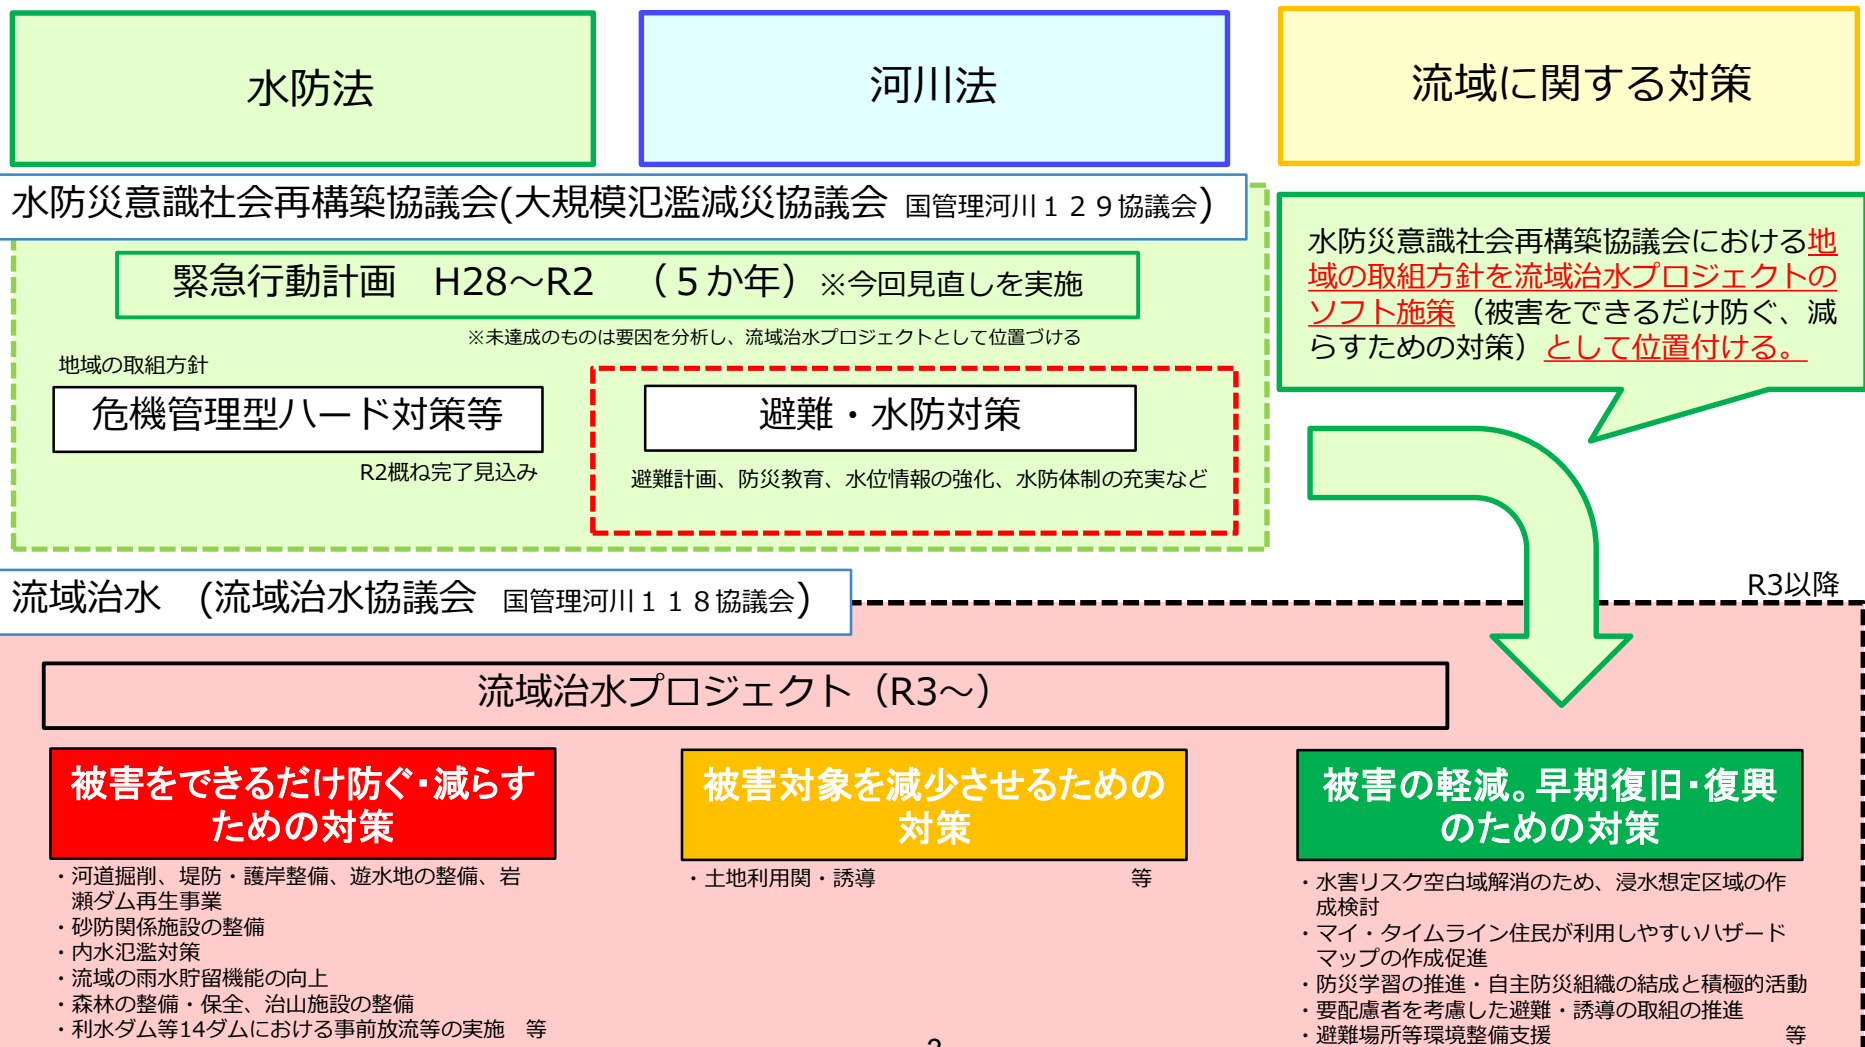 水防法
河川法
流域に関する対策
水防災意識社会再構築協議会(大規模氾濫減災協議会 国管理河川１２９協議会)
緊急行動計画　H28～R2　（５か年）※今回見直しを実施
※未達成のものは要因を分析し、流域治水プロジェクトとして位置づける
地域の取組方針
危機管理型ハード対策等
R2概ね完了見込み
避難・水防対策
避難計画、防災教育、水位情報の強化、水防体制の充実など
水防災意識社会再構築協議会における地
域の取組方針を流域治水プロジェクトの
ソフト施策（被害をできるだけ防ぐ、減
らすための対策）として位置付ける。
流域治水　(流域治水協議会　国管理河川１１８協議会)
R3以降
流域治水プロジェクト（R3～）
被害をできるだけ防ぐ・減らす
ための対策
・河道掘削、堤防・護岸整備、遊水地の整備、岩
瀬ダム再生事業
・砂防関係施設の整備
・内水氾濫対策
・流域の雨水貯留機能の向上
・森林の整備・保全、治山施設の整備
・利水ダム等14ダムにおける事前放流等の実施　等
被害対象を減少させるための
対策
・土地利用関・誘導　等
被害の軽減。早期復旧・復興
のための対策
・水害リスク空白域解消のため、浸水想定区域の作
成検討
・マイ・タイムライン住民が利用しやすいハザード
マップの作成促進
・防災学習の推進・自主防災組織の結成と積極的活動
・要配慮者を考慮した避難・誘導の取組の推進
・避難場所等環境整備支援　等